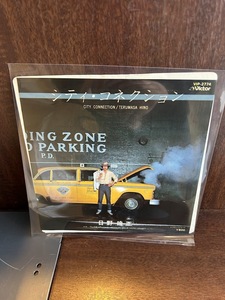 VIP-2774
Victor
シティ・コネクション
CITY CONNECTION / TERUMASA HINO
ING ZONE
PARKING
P.D.
日野皓正